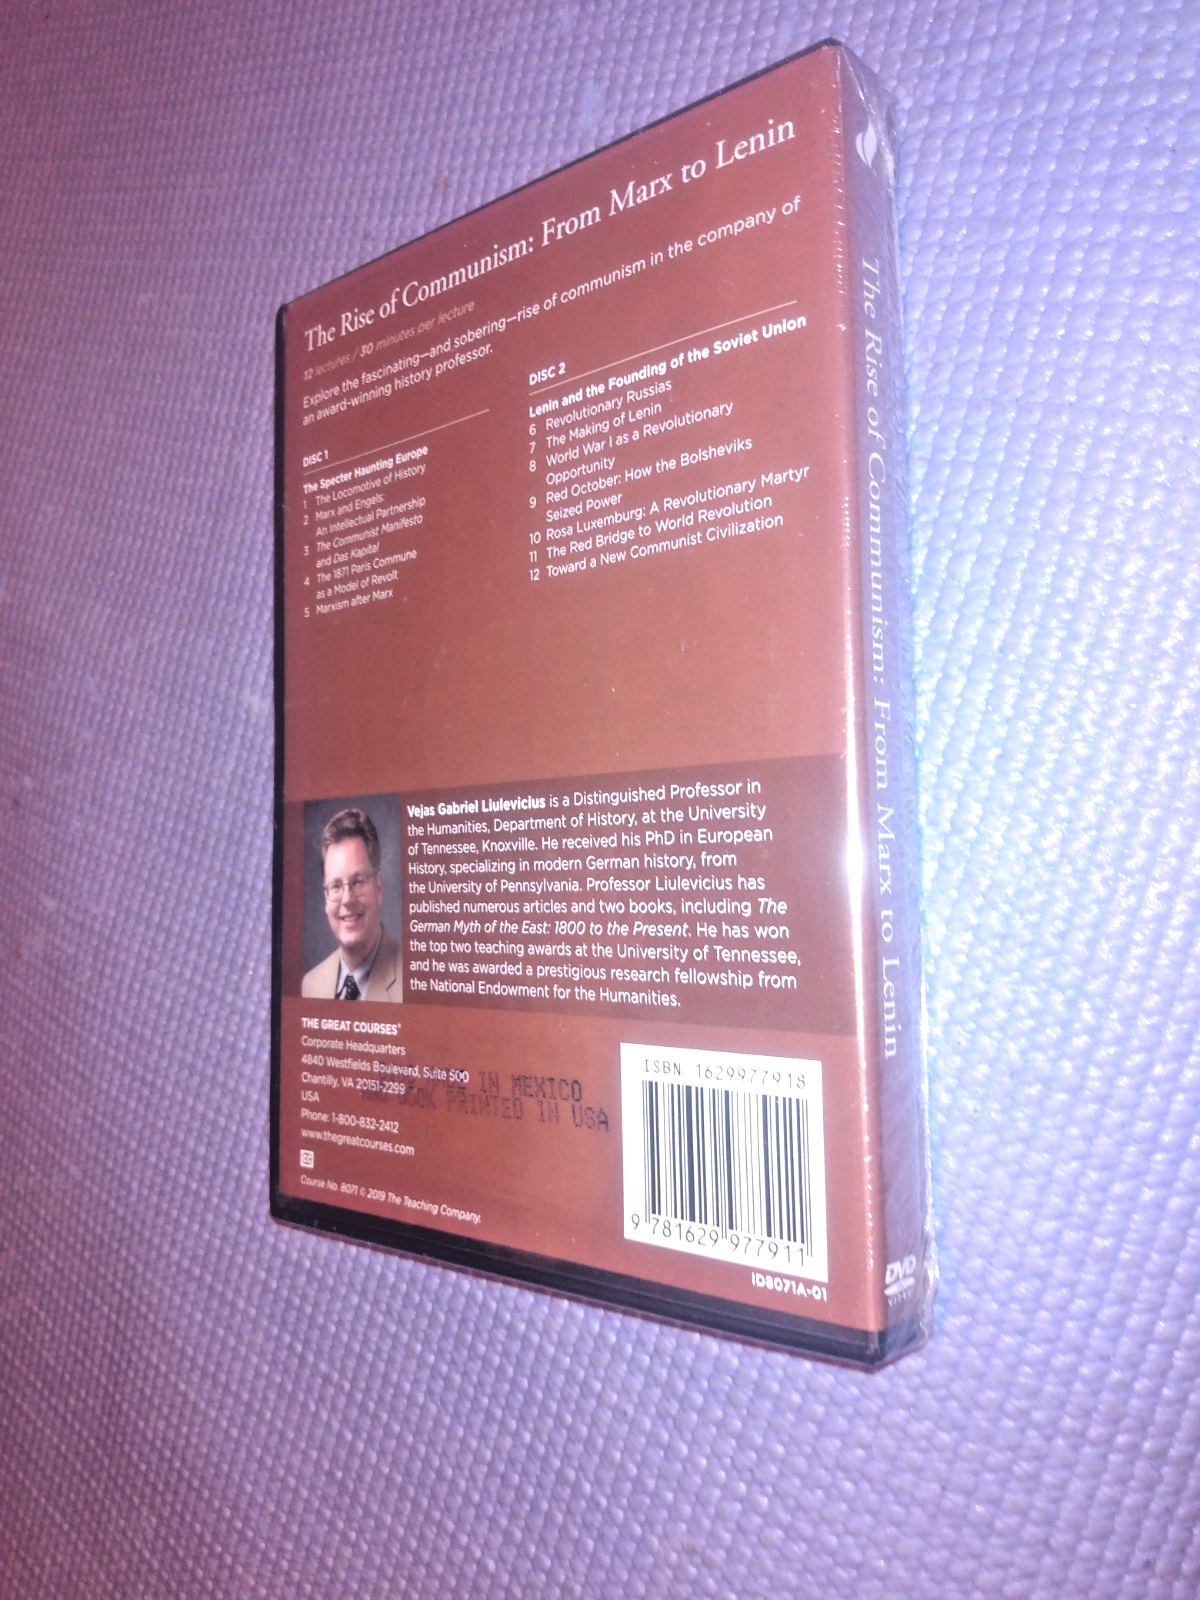 The Rise of Communism: From Marx to Lenin
12 lectures / 30 minutes per lecture
Explore the fascinating—and sobering—rise of communism in the company of
an award-winning history professor.
DISC 1
The Specter Haunting Europe
1 The Locomotive of History
2 Marx and Engels:
An Intellectual Partnership
3 The Communist Manifesto
and Das Kapital
4 The 1871 Paris Commune
as a Model of Revolt
5 Marxism after Marx
DISC 2
Lenin and the Founding of the Soviet Union
6 Revolutionary Russias
7 The Making of Lenin
8 World War I as a Revolutionary
Opportunity
9 Red October: How the Bolsheviks
Seized Power
10 Rosa Luxemburg: A Revolutionary Martyr
11 The Red Bridge to World Revolution
12 Toward a New Communist Civilization
Vejas Gabriel Liulevicius is a Distinguished Professor in
the Humanities, Department of History, at the University
of Tennessee, Knoxville. He received his PhD in European
History, specializing in modern German history, from
the University of Pennsylvania. Professor Liulevicius has
published numerous articles and two books, including The
German Myth of the East: 1800 to the Present. He has won
the top two teaching awards at the University of Tennessee,
and he was awarded a prestigious research fellowship from
the National Endowment for the Humanities.
THE GREAT COURSES®
Corporate Headquarters
4840 Westfields Boulevard, Suite 500
Chantilly, VA 20151-2299
USA
Phone: 1-800-832-2412
www.thegreatcourses.com
CC
Course No. 8071 © 2019 The Teaching Company.
IN MEXICO
BOOK PRINTED IN USA
ISBN 1629977918
9 781629 977911
ID8071A-01
The Rise of Communism: From Marx to Lenin
DVD
VIDEO